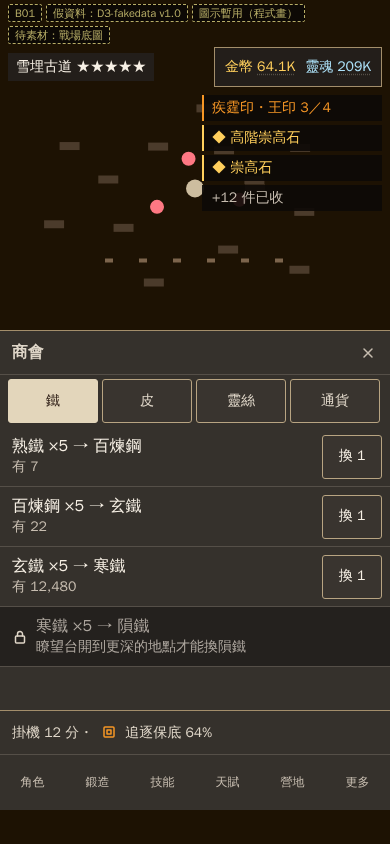 B01 假資料：D3-fakedata v1.0 圖示暫用（程式畫）
待素材：戰場底圖
雪埋古道 ★★★★★
金幣 64.1K 靈魂 209K
疾霆印・王印 3／4
◆ 高階崇高石
◆ 崇高石
+12 件已收
商會 ×
鐵 皮 靈絲 通貨
熟鐵 ×5 → 百煉鋼
有 7
換 1
百煉鋼 ×5 → 玄鐵
有 22
換 1
玄鐵 ×5 → 寒鐵
有 12,480
換 1
寒鐵 ×5 → 隕鐵
瞭望台開到更深的地點才能換隕鐵
掛機 12 分・ 追逐保底 64%
角色 鍛造 技能 天賦 營地 更多